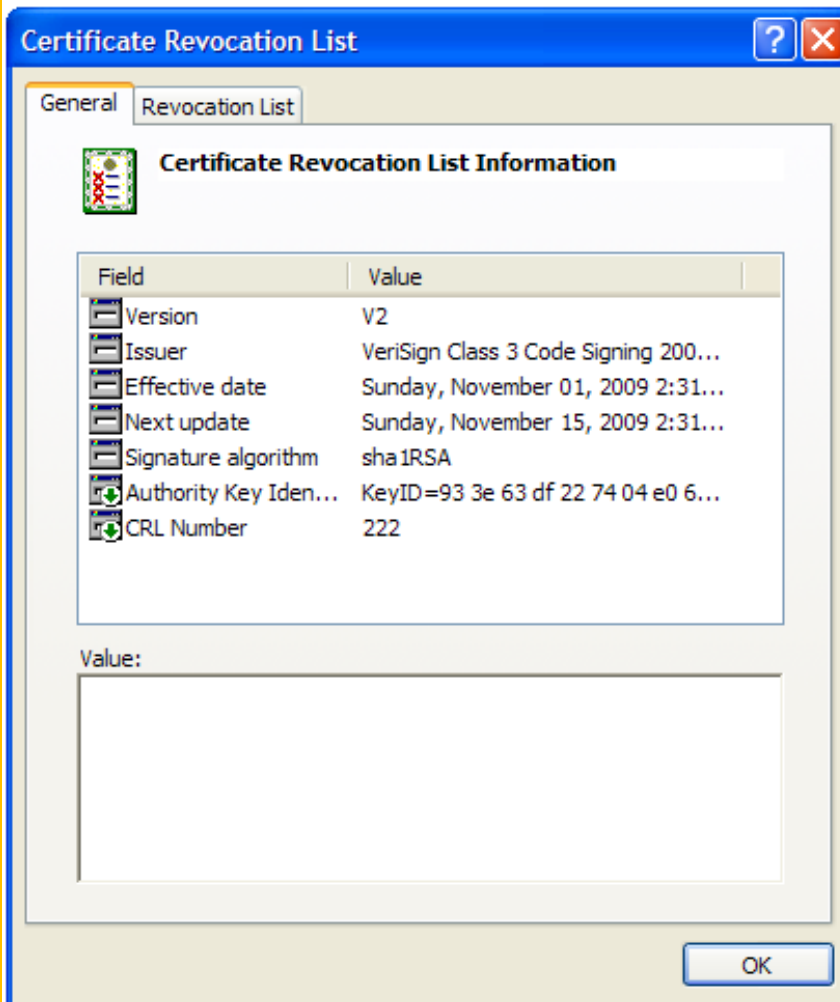 Certificate Revocation List
General Revocation List
Certificate Revocation List Information
Field Value
Version V2
Issuer VeriSign Class 3 Code Signing 200...
Effective date Sunday, November 01, 2009 2:31...
Next update Sunday, November 15, 2009 2:31...
Signature algorithm sha1RSA
Authority Key Iden... KeyID=93 3e 63 df 22 74 04 e0 6...
CRL Number 222
Value:
OK